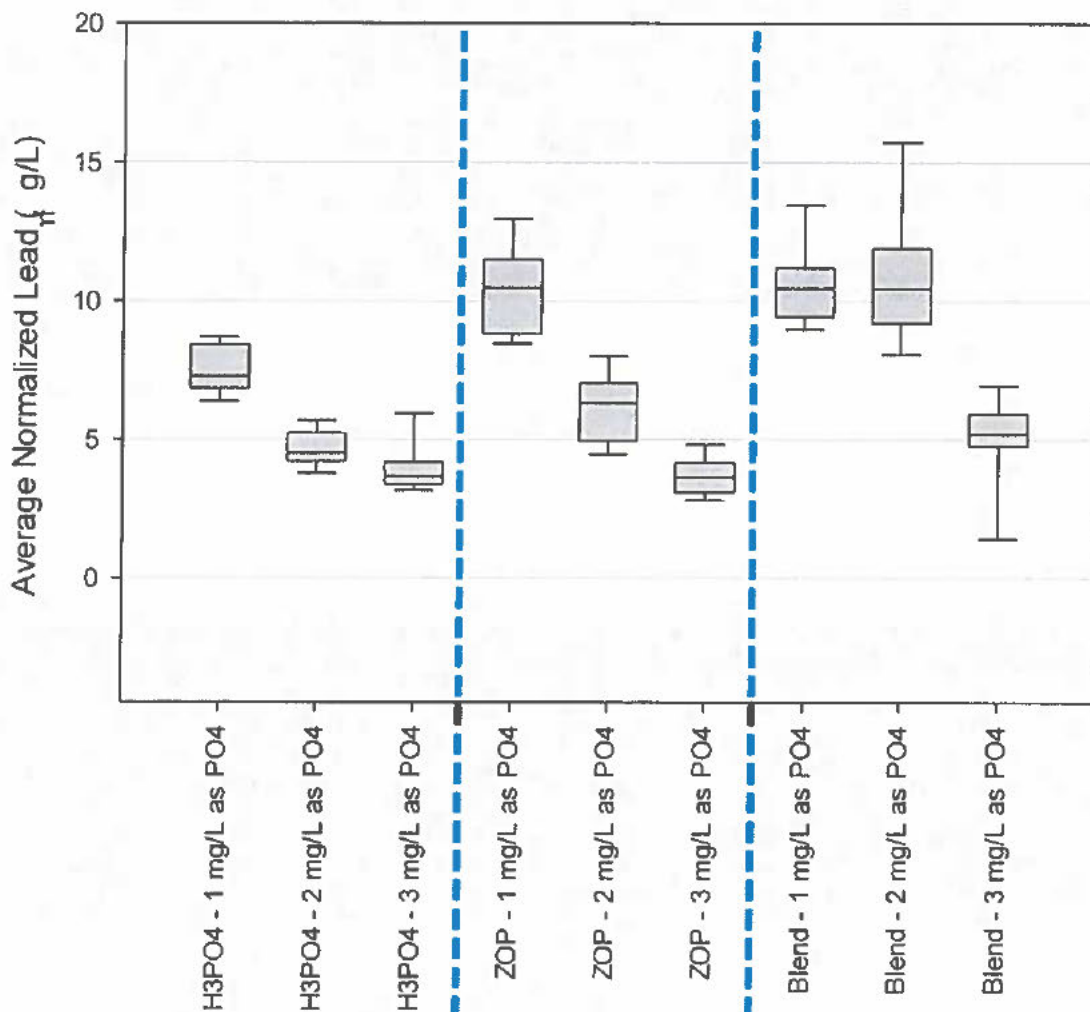 20
15
10
5
0
Average Normalized Lead ( g/L)
H3PO4 - 1 mg/L as PO4
H3PO4 - 2 mg/L as PO4
H3PO4 - 3 mg/L as PO4
ZOP - 1 mg/L as PO4
ZOP - 2 mg/L as PO4
ZOP - 3 mg/L as PO4
Blend - 1 mg/L as PO4
Blend - 2 mg/L as PO4
Blend - 3 mg/L as PO4